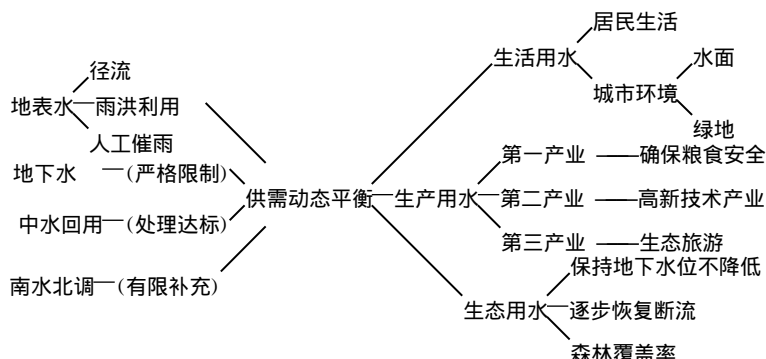 径流
地表水
雨洪利用
人工催雨
地下水
(严格限制)
中水回用
(处理达标)
南水北调
(有限补充)
供需动态平衡
生活用水
居民生活
城市环境
水面
绿地
生产用水
第一产业
确保粮食安全
第二产业
高新技术产业
第三产业
生态旅游
生态用水
保持地下水位不降低
逐步恢复断流
森林覆盖率